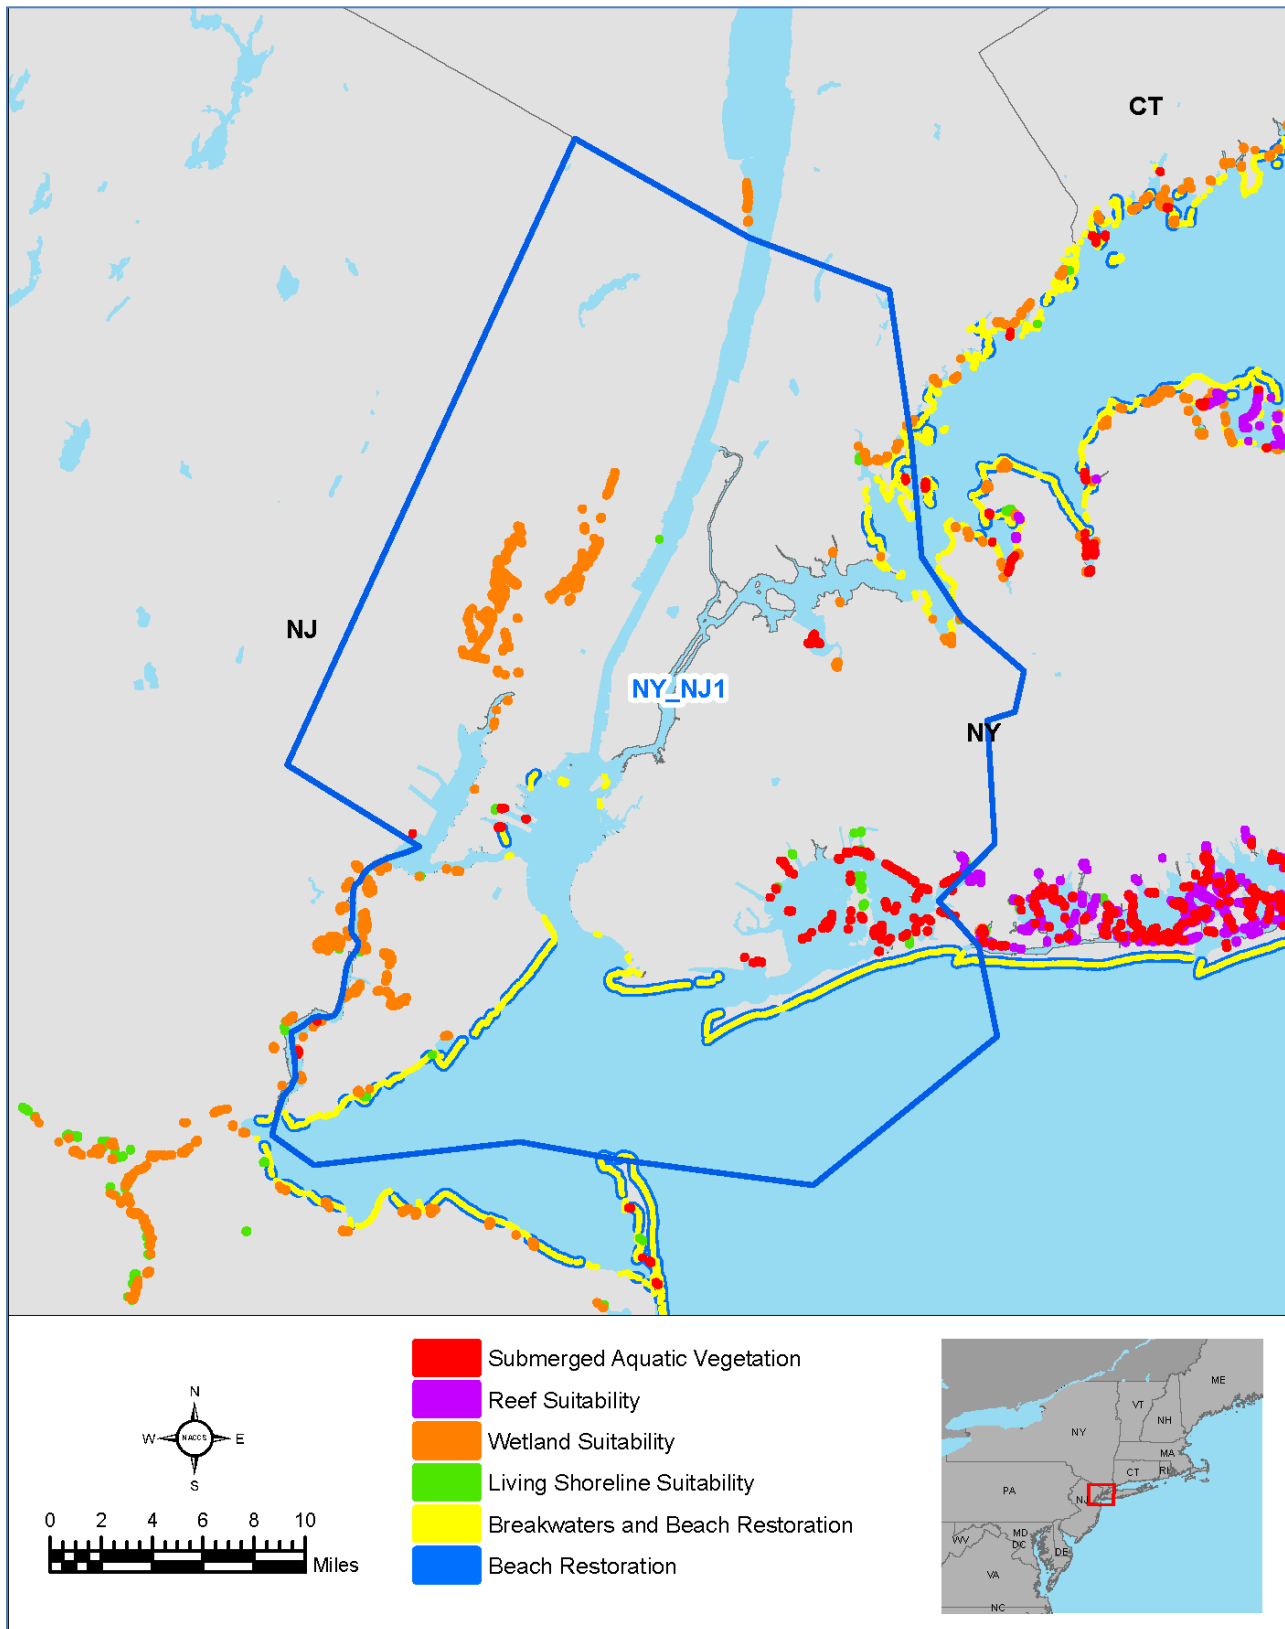 CT
NJ
NY_NJ1
NY
N
W NACCS E
S
0 2 4 6 8 10
Miles
Submerged Aquatic Vegetation
Reef Suitability
Wetland Suitability
Living Shoreline Suitability
Breakwaters and Beach Restoration
Beach Restoration
ME
VT
NH
NY
MA
CT
RI
PA
NJ
MD
DC
WV
DE
VA
NC